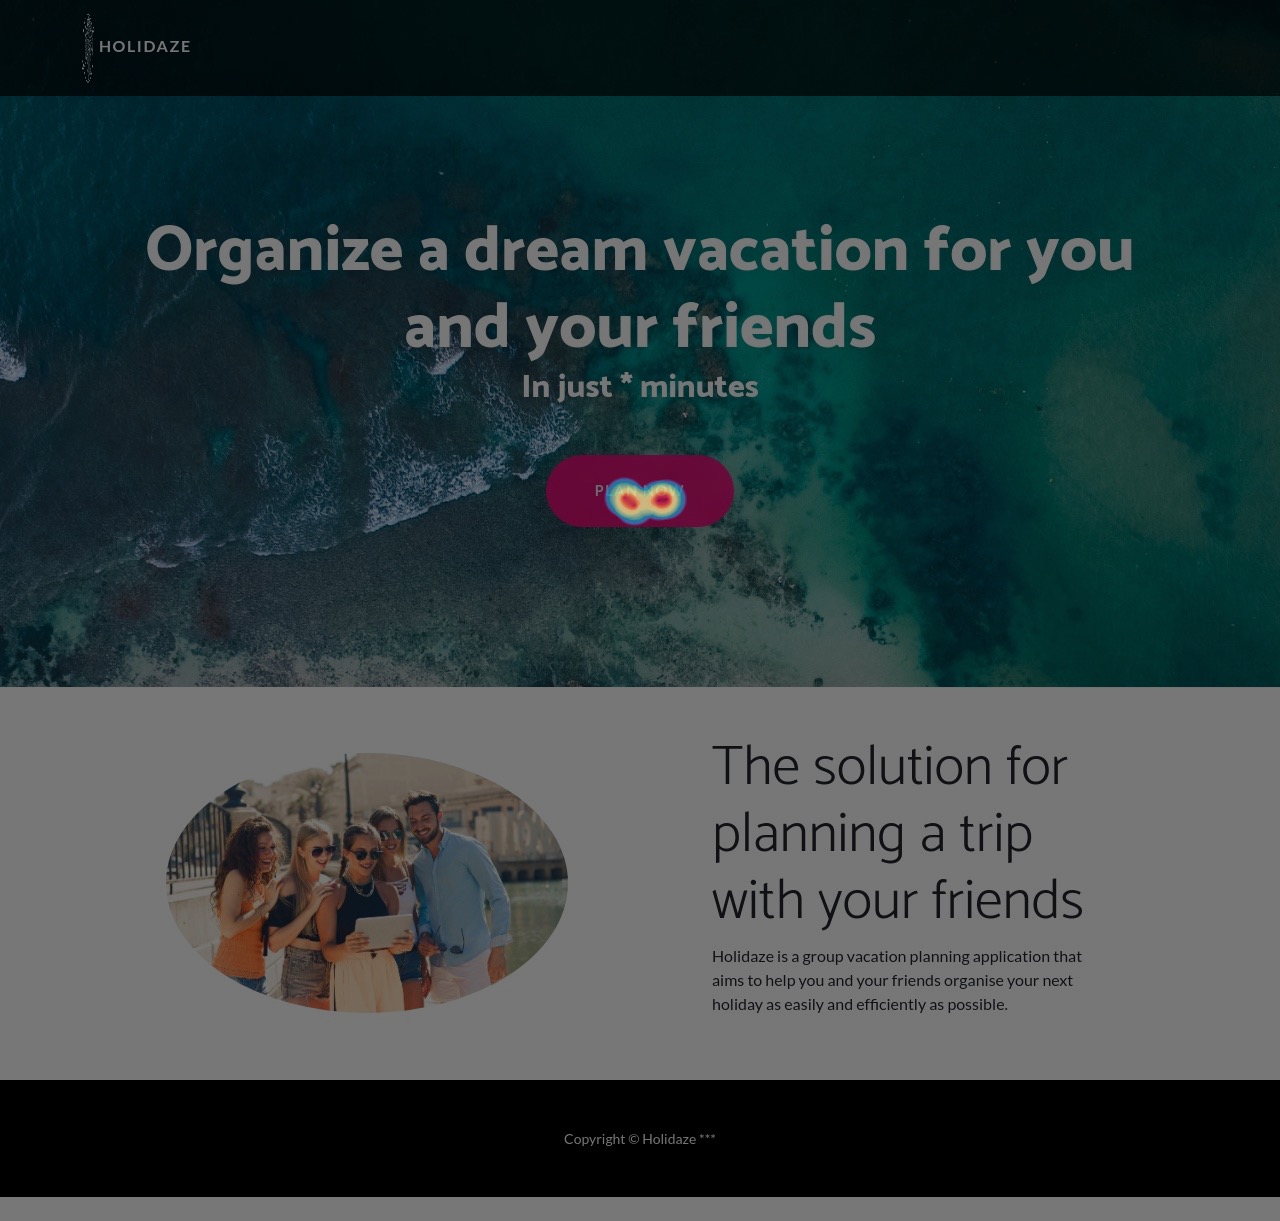 HOLIDAZE
Organize a dream vacation for you
and your friends
In just * minutes
PLAN NOW
The solution for
planning a trip
with your friends
Holidaze is a group vacation planning application that
aims to help you and your friends organise your next
holiday as easily and efficiently as possible.
Copyright © Holidaze ***